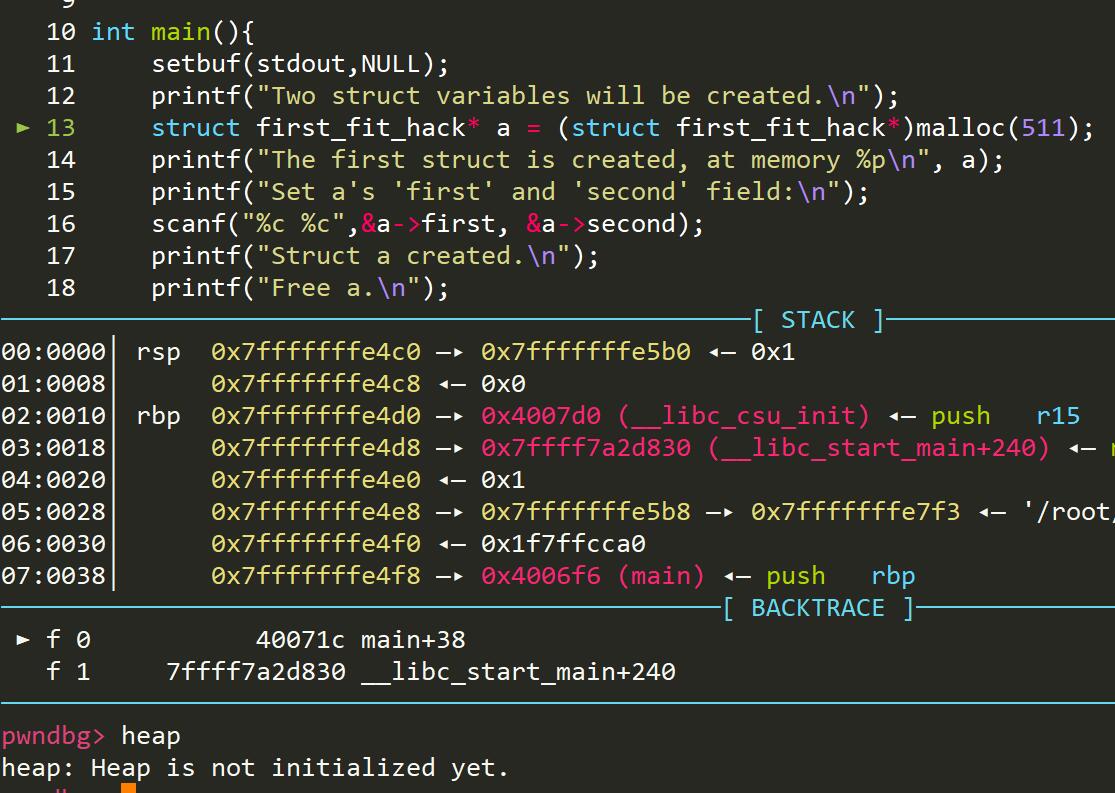 9
10 int main(){
11     setbuf(stdout,NULL);
12     printf("Two struct variables will be created.\n");
► 13     struct first_fit_hack* a = (struct first_fit_hack*)malloc(511);
14     printf("The first struct is created, at memory %p\n", a);
15     printf("Set a's 'first' and 'second' field:\n");
16     scanf("%c %c",&a->first, &a->second);
17     printf("Struct a created.\n");
18     printf("Free a.\n");
[ STACK ]
00:0000│ rsp  0x7fffffffe4c0 —▸ 0x7fffffffe5b0 ◂— 0x1
01:0008│      0x7fffffffe4c8 ◂— 0x0
02:0010│ rbp  0x7fffffffe4d0 —▸ 0x4007d0 (__libc_csu_init) ◂— push   r15
03:0018│      0x7fffffffe4d8 —▸ 0x7ffff7a2d830 (__libc_start_main+240) ◂—
04:0020│      0x7fffffffe4e0 ◂— 0x1
05:0028│      0x7fffffffe4e8 —▸ 0x7fffffffe5b8 —▸ 0x7fffffffe7f3 ◂— '/root/
06:0030│      0x7fffffffe4f0 ◂— 0x1f7ffcca0
07:0038│      0x7fffffffe4f8 —▸ 0x4006f6 (main) ◂— push   rbp
[ BACKTRACE ]
► f 0           40071c main+38
f 1     7ffff7a2d830 __libc_start_main+240
pwndbg> heap
heap: Heap is not initialized yet.